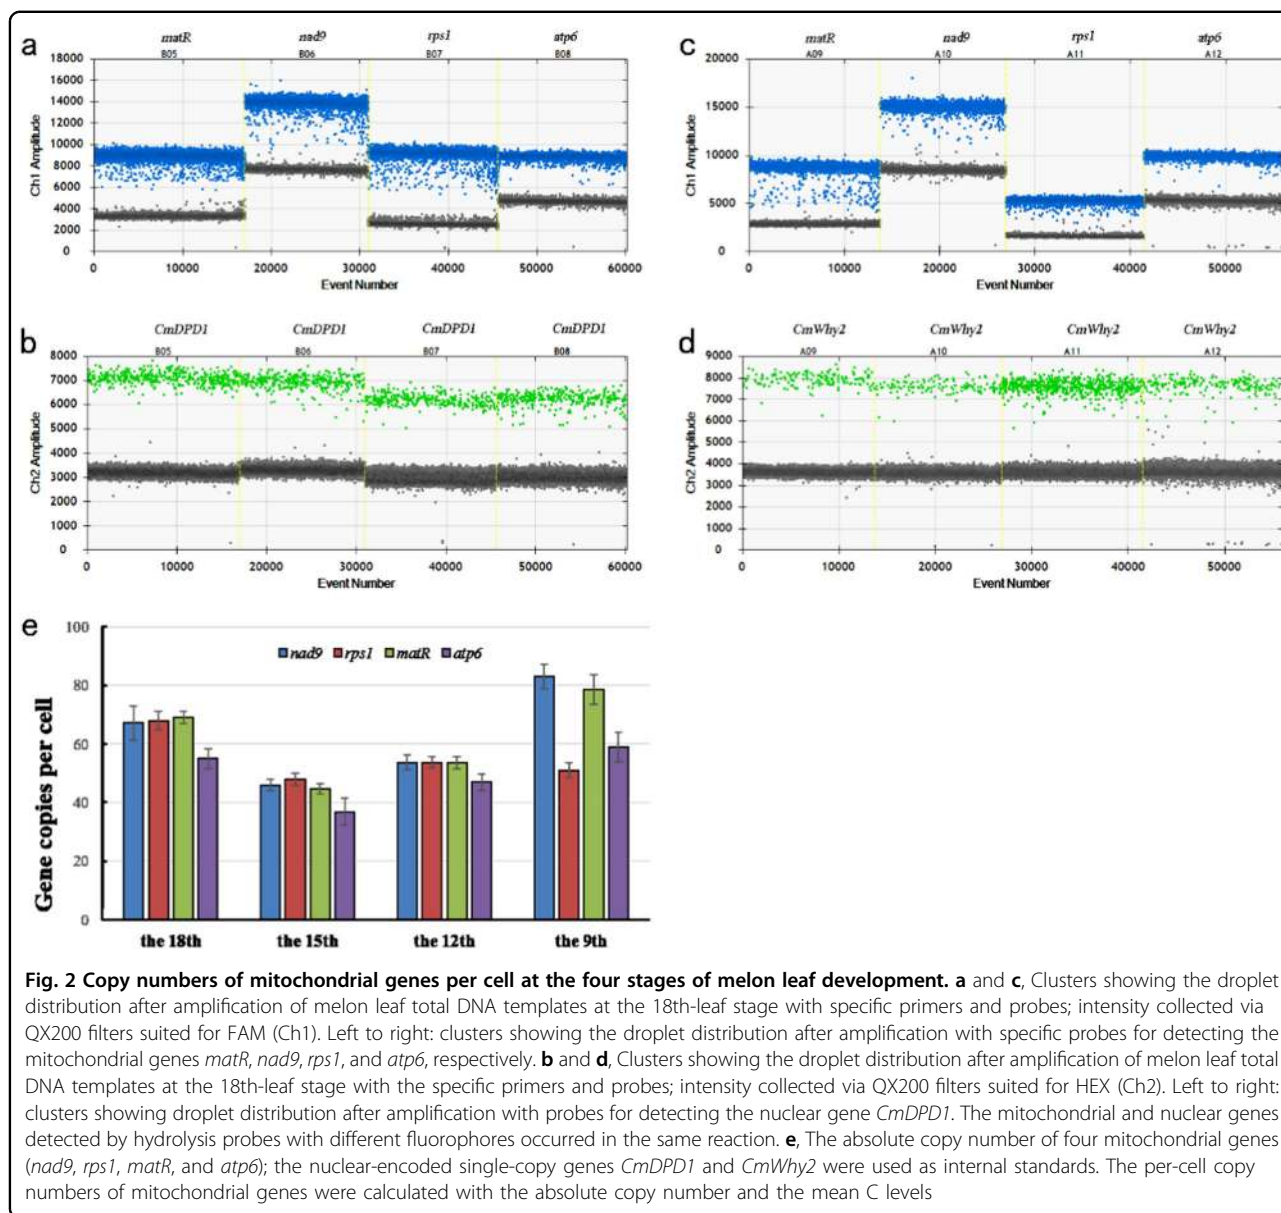 a
matR nad9 rps1 atp6
B05 B06 B07 B08
18000
16000
14000
12000
10000
8000
6000
4000
2000
0
Ch1 Amplitude
0 10000 20000 30000 40000 50000 60000
Event Number
c
matR nad9 rps1 atp6
A09 A10 A11 A12
20000
15000
10000
5000
0
Ch1 Amplitude
0 10000 20000 30000 40000 50000
Event Number
b
CmDPD1 CmDPD1 CmDPD1 CmDPD1
B05 B06 B07 B08
8000
7000
6000
5000
4000
3000
2000
1000
0
Ch2 Amplitude
0 10000 20000 30000 40000 50000 60000
Event Number
d
CmWhy2 CmWhy2 CmWhy2 CmWhy2
A09 A10 A11 A12
9000
8000
7000
6000
5000
4000
3000
2000
1000
0
Ch2 Amplitude
0 10000 20000 30000 40000 50000
Event Number
e
100
80
60
40
20
0
Gene copies per cell
nad9 rps1 matR atp6
the 18th the 15th the 12th the 9th
Fig. 2 Copy numbers of mitochondrial genes per cell at the four stages of melon leaf development. a and c, Clusters showing the droplet
distribution after amplification of melon leaf total DNA templates at the 18th-leaf stage with specific primers and probes; intensity collected via
QX200 filters suited for FAM (Ch1). Left to right: clusters showing the droplet distribution after amplification with specific probes for detecting the
mitochondrial genes matR, nad9, rps1, and atp6, respectively. b and d, Clusters showing the droplet distribution after amplification of melon leaf total
DNA templates at the 18th-leaf stage with the specific primers and probes; intensity collected via QX200 filters suited for HEX (Ch2). Left to right:
clusters showing droplet distribution after amplification with probes for detecting the nuclear gene CmDPD1. The mitochondrial and nuclear genes
detected by hydrolysis probes with different fluorophores occurred in the same reaction. e, The absolute copy number of four mitochondrial genes
(nad9, rps1, matR, and atp6); the nuclear-encoded single-copy genes CmDPD1 and CmWhy2 were used as internal standards. The per-cell copy
numbers of mitochondrial genes were calculated with the absolute copy number and the mean C levels